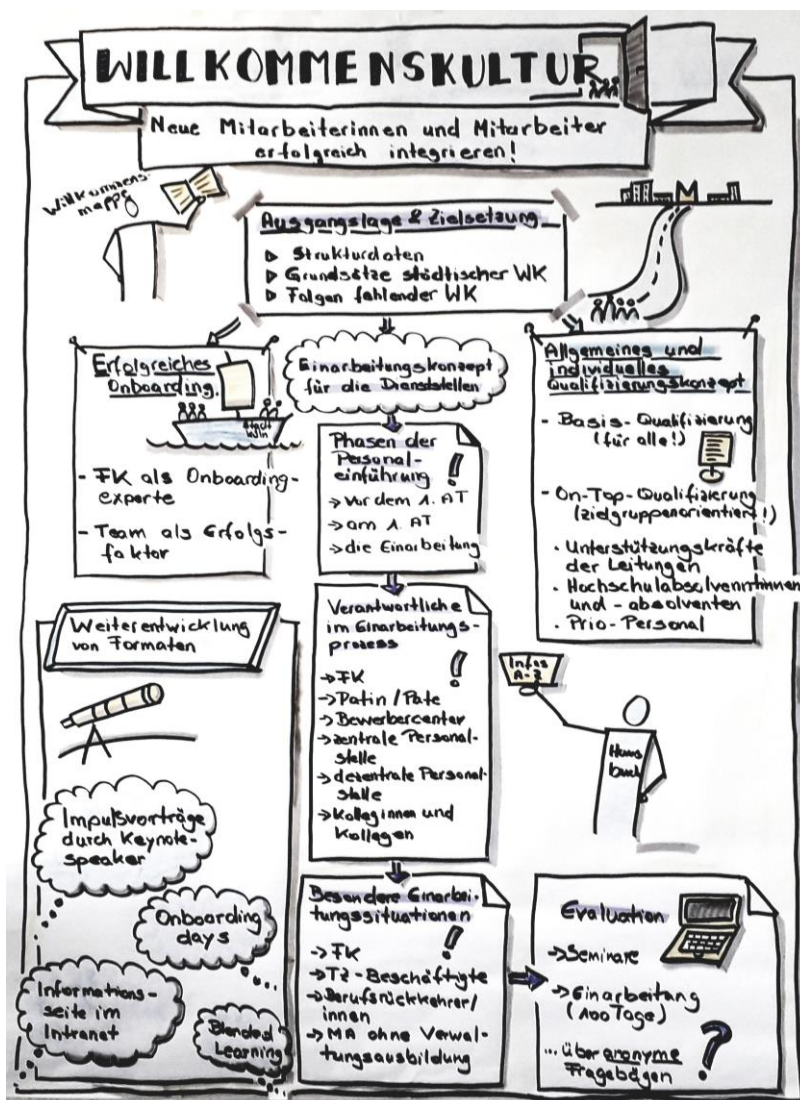 WILLKOMMENSKULTUR
Neue Mitarbeiterinnen und Mitarbeiter
erfolgreich integrieren!
Willkommens-
mappe
Ausgangslage & Zielsetzung
▷ Strukturdaten
▷ Grundsätze städtischer WK
▷ Folgen fehlender WK
M
Erfolgreiches
Onboarding
Stadt
- FK als Onboarding-
experte
- Team als Erfolgs-
faktor
Einarbeitungskonzept
für die Dienststellen
Phasen der
Personal-
einführung !
→ vor dem 1. AT
→ am 1. AT
→ die Einarbeitung
Allgemeines und
individuelles
Qualifizierungskonzept
- Basis-Qualifizierung
(für alle!)
- On-Top-Qualifizierung
(zielgruppenorientiert!)
· Unterstützungskräfte
der Leitungen
· Hochschulabsolventinnen
und -absolventen
· Prio-Personal
Verantwortliche
im Einarbeitungs-
prozess !
→ FK
→ Patin / Pate
→ Bewerbercenter
→ zentrale Personal-
stelle
→ dezentrale Personal-
stelle
→ Kolleginnen und
Kollegen
Infos
A-Z
Weiterentwicklung
von Formaten
Impulsvorträge
durch Keynote-
speaker
Onboarding
days
Informations-
seite im
Intranet
Blended
Learning
Besondere Einarbei-
tungssituationen !
→ FK
→ TZ-Beschäftigte
→ Berufsrückkehrer/
innen
→ MA ohne Verwal-
tungsausbildung
Evaluation
→ Seminare
→ Einarbeitung
(100 Tage)
... über anonyme
Fragebögen ?